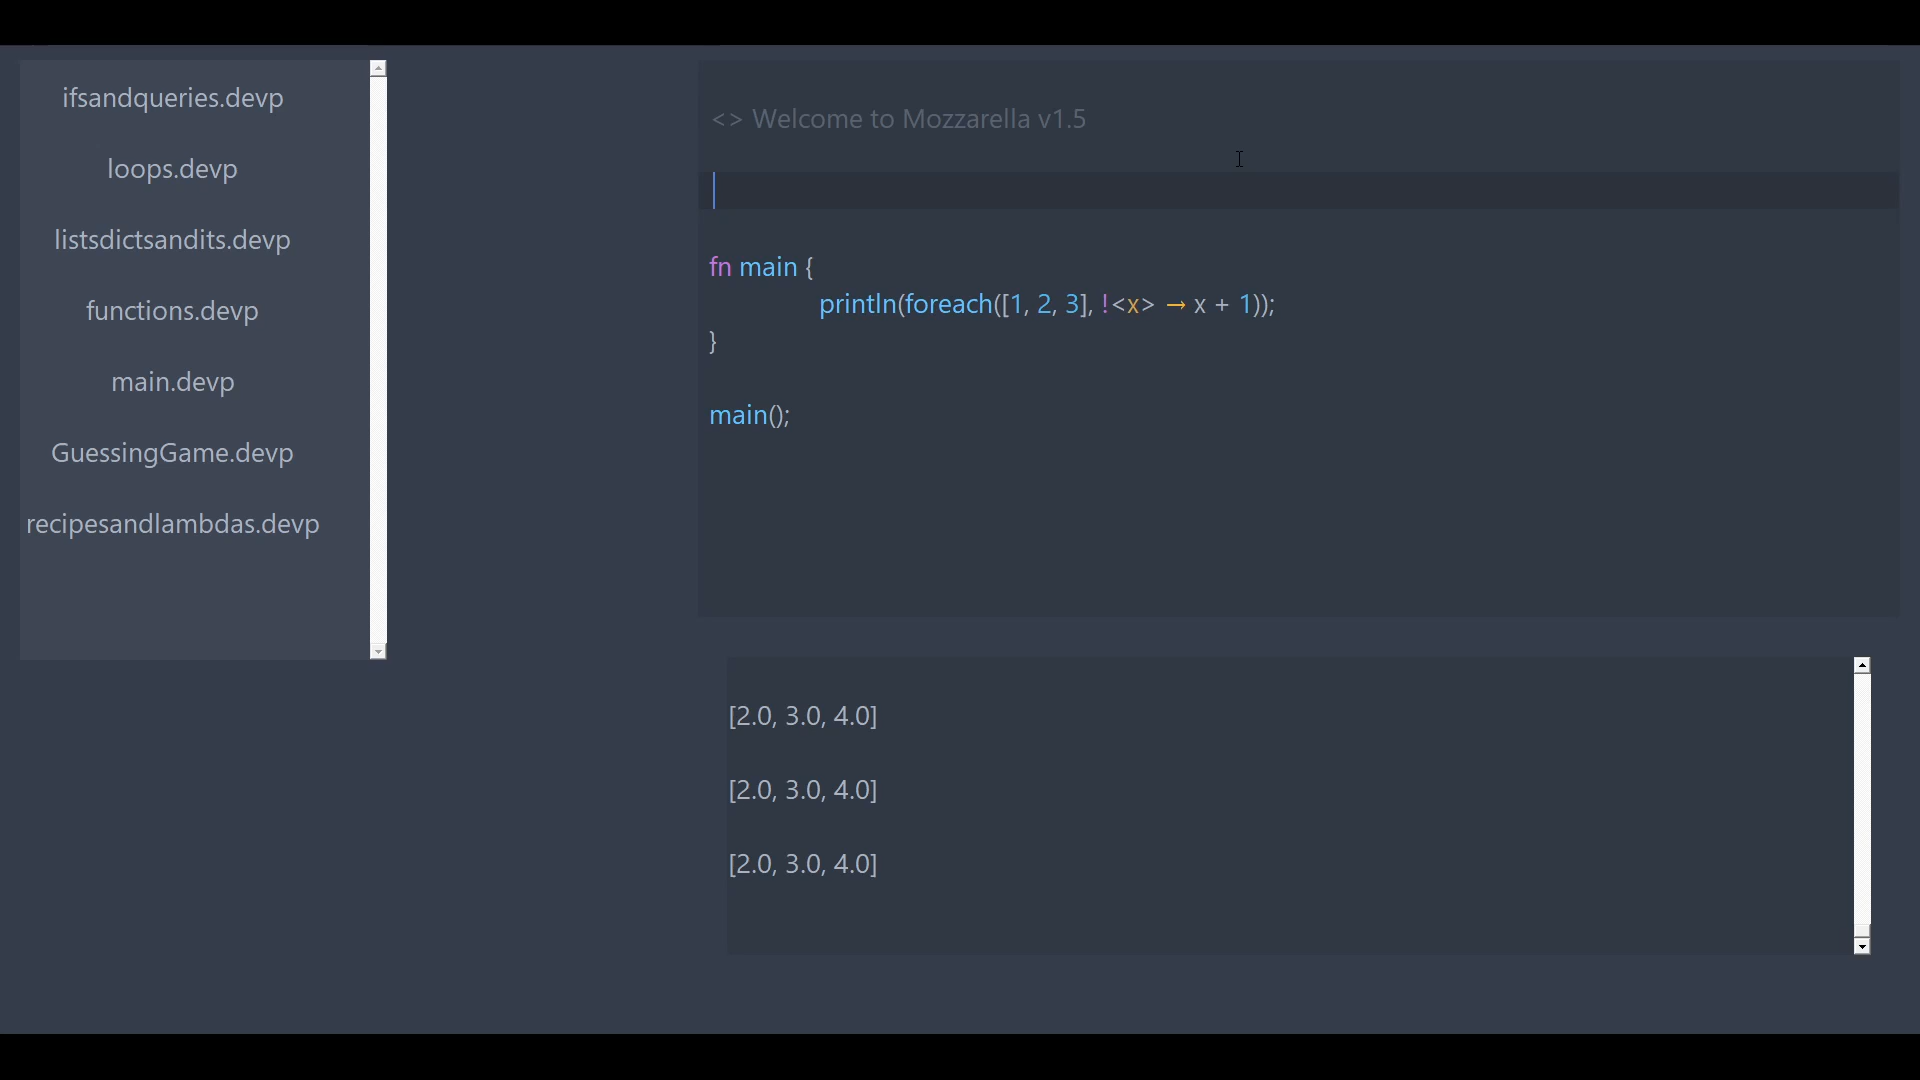 ifsandqueries.devp
loops.devp
listsdictsandits.devp
functions.devp
main.devp
GuessingGame.devp
recipesandlambdas.devp
<> Welcome to Mozzarella v1.5
fn main {
println(foreach([1, 2, 3], !<x> → x + 1));
}
main();
[2.0, 3.0, 4.0]
[2.0, 3.0, 4.0]
[2.0, 3.0, 4.0]